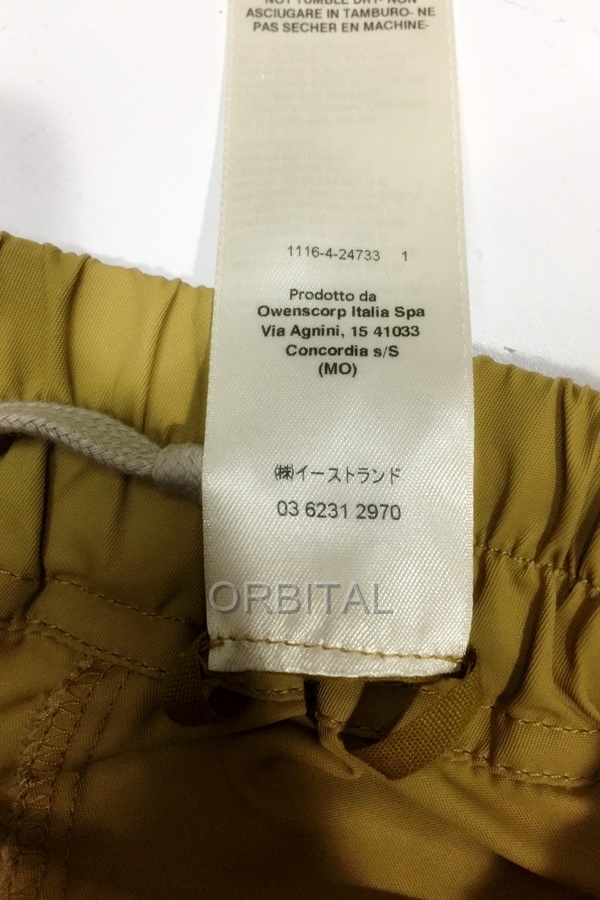 NOT TUMBLE DRY- NON
ASCIUGARE IN TAMBURO- NE
PAS SECHER EN MACHINE-
1116-4-24733 1
Prodotto da
Owenscorp Italia Spa
Via Agnini, 15 41033
Concordia s/S
(MO)
㈱イーストランド
03 6231 2970
ORBITAL